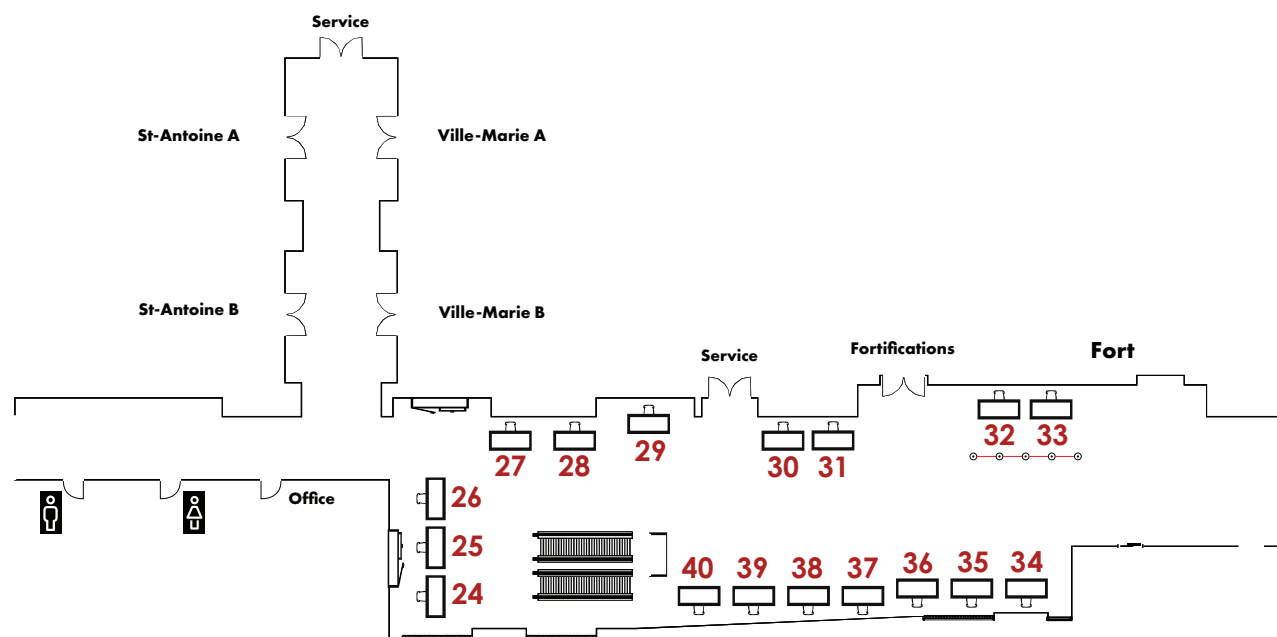 Service
St-Antoine A
Ville-Marie A
St-Antoine B
Ville-Marie B
Service
Fortifications
Fort
27
28
29
30
31
32
33
Office
26
25
24
40
39
38
37
36
35
34